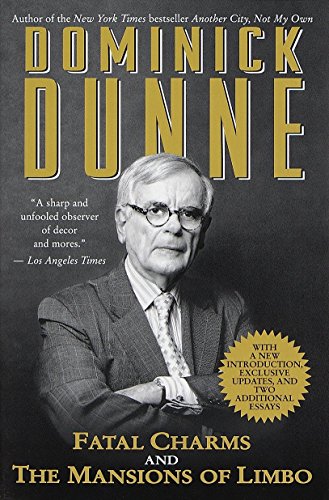 Author of the New York Times bestseller Another City, Not My Own
DOMINICK
DUNNE
"A sharp and
unfooled observer
of decor
and mores."
— Los Angeles Times
WITH
A NEW
INTRODUCTION,
EXCLUSIVE
UPDATES, AND
TWO
ADDITIONAL
ESSAYS
FATAL CHARMS
AND
THE MANSIONS OF LIMBO